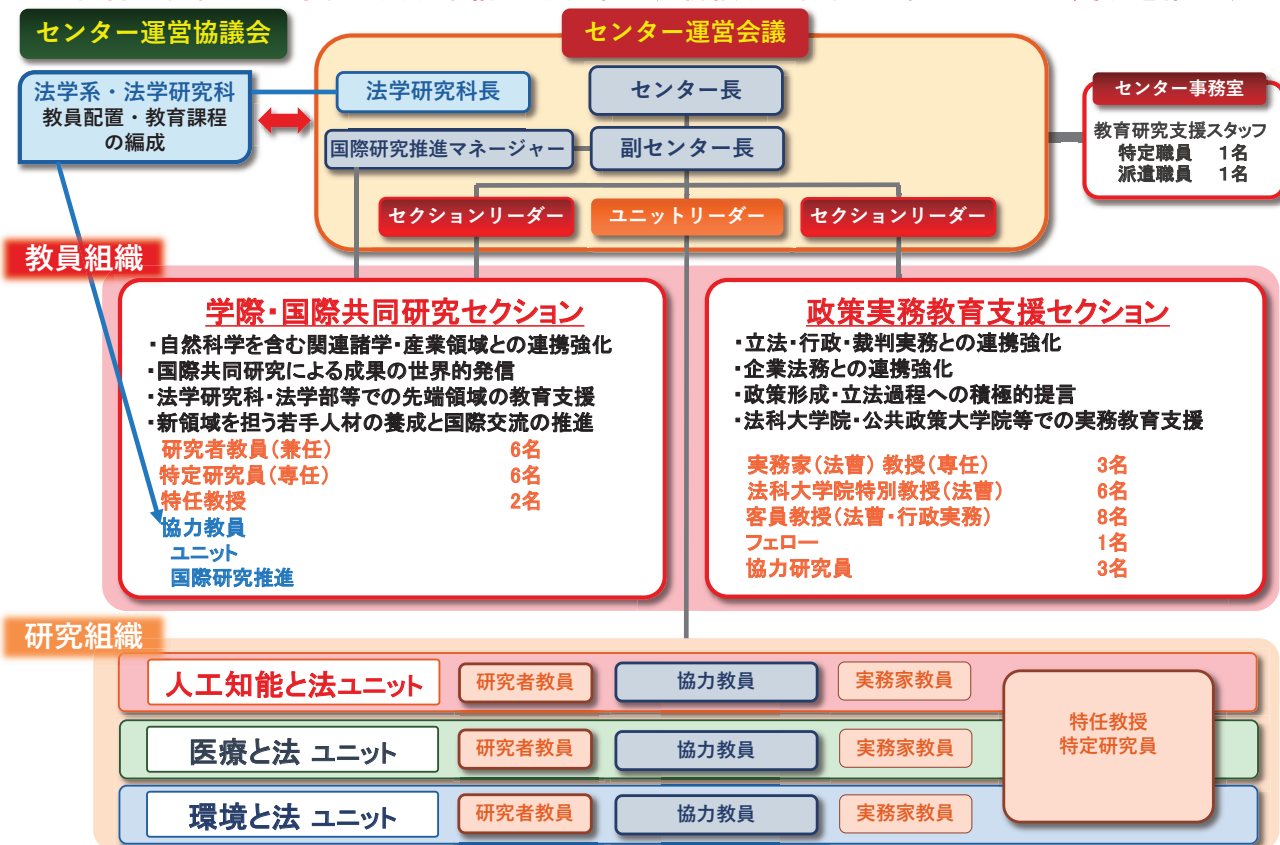 センター運営協議会
センター運営会議
法学系・法学研究科
教員配置・教育課程
の編成
法学研究科長
センター長
国際研究推進マネージャー
副センター長
センター事務室
教育研究支援スタッフ
特定職員 1名
派遣職員 1名
セクションリーダー
ユニットリーダー
セクションリーダー
教員組織
学際・国際共同研究セクション
・自然科学を含む関連諸学・産業領域との連携強化
・国際共同研究による成果の世界的発信
・法学研究科・法学部等での先端領域の教育支援
・新領域を担う若手人材の養成と国際交流の推進
研究者教員(兼任) 6名
特定研究員(専任) 6名
特任教授 2名
協力教員
ユニット
国際研究推進
政策実務教育支援セクション
・立法・行政・裁判実務との連携強化
・企業法務との連携強化
・政策形成・立法過程への積極的提言
・法科大学院・公共政策大学院等での実務教育支援
実務家(法曹)教授(専任) 3名
法科大学院特別教授(法曹) 6名
客員教授(法曹・行政実務) 8名
フェロー 1名
協力研究員 3名
研究組織
人工知能と法ユニット
研究者教員
協力教員
実務家教員
医療と法 ユニット
研究者教員
協力教員
実務家教員
環境と法 ユニット
研究者教員
協力教員
実務家教員
特任教授
特定研究員